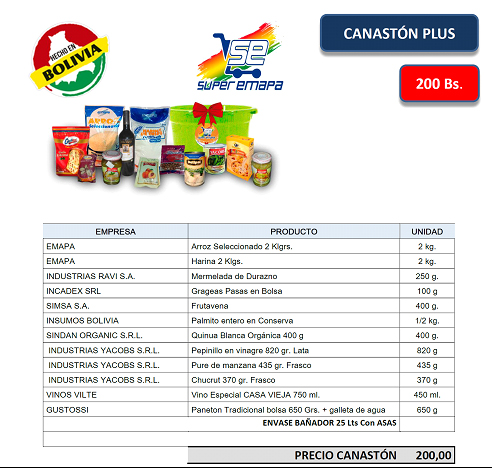 HECHO EN
BOLIVIA
SE
SUPER EMAPA
CANASTÓN PLUS
200 Bs.
EMPRESA PRODUCTO UNIDAD
EMAPA Arroz Seleccionado 2 Klgrs. 2 kg.
EMAPA Harina 2 Klgs. 2 kg.
INDUSTRIAS RAVI S.A. Mermelada de Durazno 250 g.
INCADEX SRL Grageas Pasas en Bolsa 100 g
SIMSA S.A. Frutavena 400 g.
INSUMOS BOLIVIA Palmito entero en Conserva 1/2 kg.
SINDAN ORGANIC S.R.L. Quinua Blanca Orgánica 400 g 400 g.
INDUSTRIAS YACOBS S.R.L. Pepinillo en vinagre 820 gr. Lata 820 g
INDUSTRIAS YACOBS S.R.L. Pure de manzana 435 gr. Frasco 435 g
INDUSTRIAS YACOBS S.R.L. Chucrut 370 gr. Frasco 370 g
VINOS VILTE Vino Especial CASA VIEJA 750 ml. 450 ml.
GUSTOSSI Paneton Tradicional bolsa 650 Grs. + galleta de agua 650 g
ENVASE BAÑADOR 25 Lts Con ASAS
PRECIO CANASTÓN 200,00